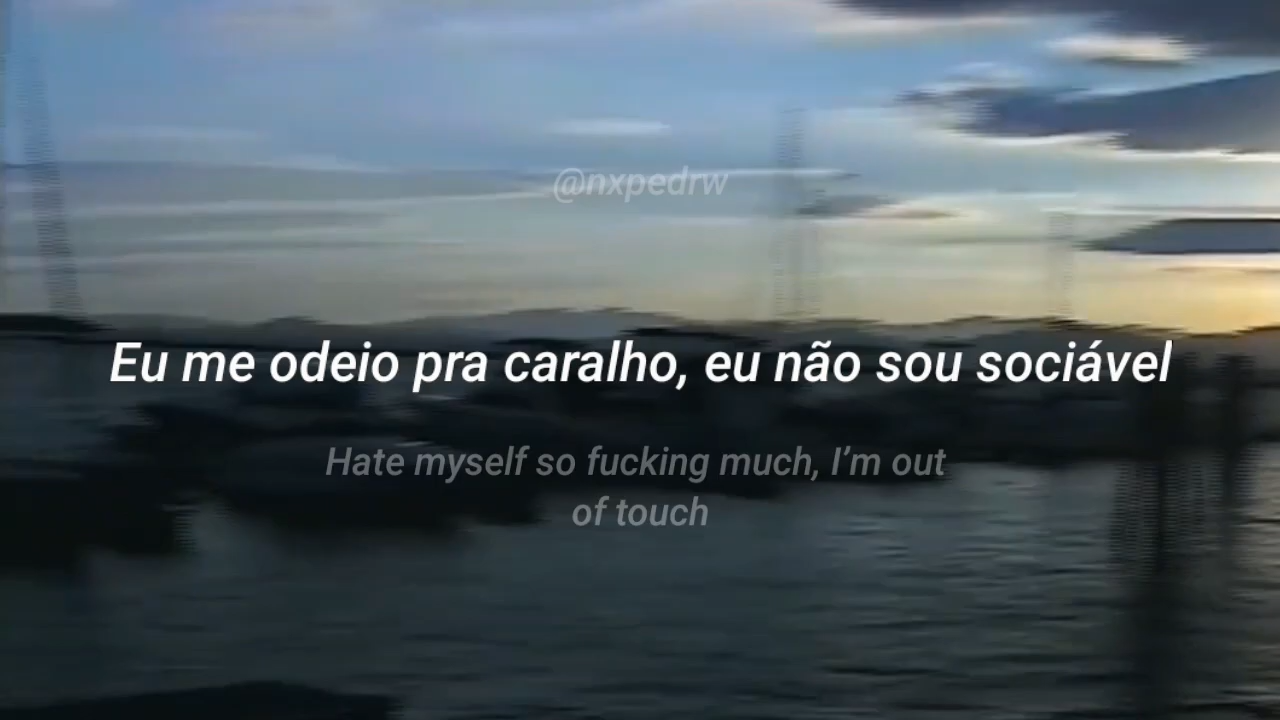 @nxpedrw
Eu me odeio pra caralho, eu não sou sociável
Hate myself so fucking much, I’m out
of touch